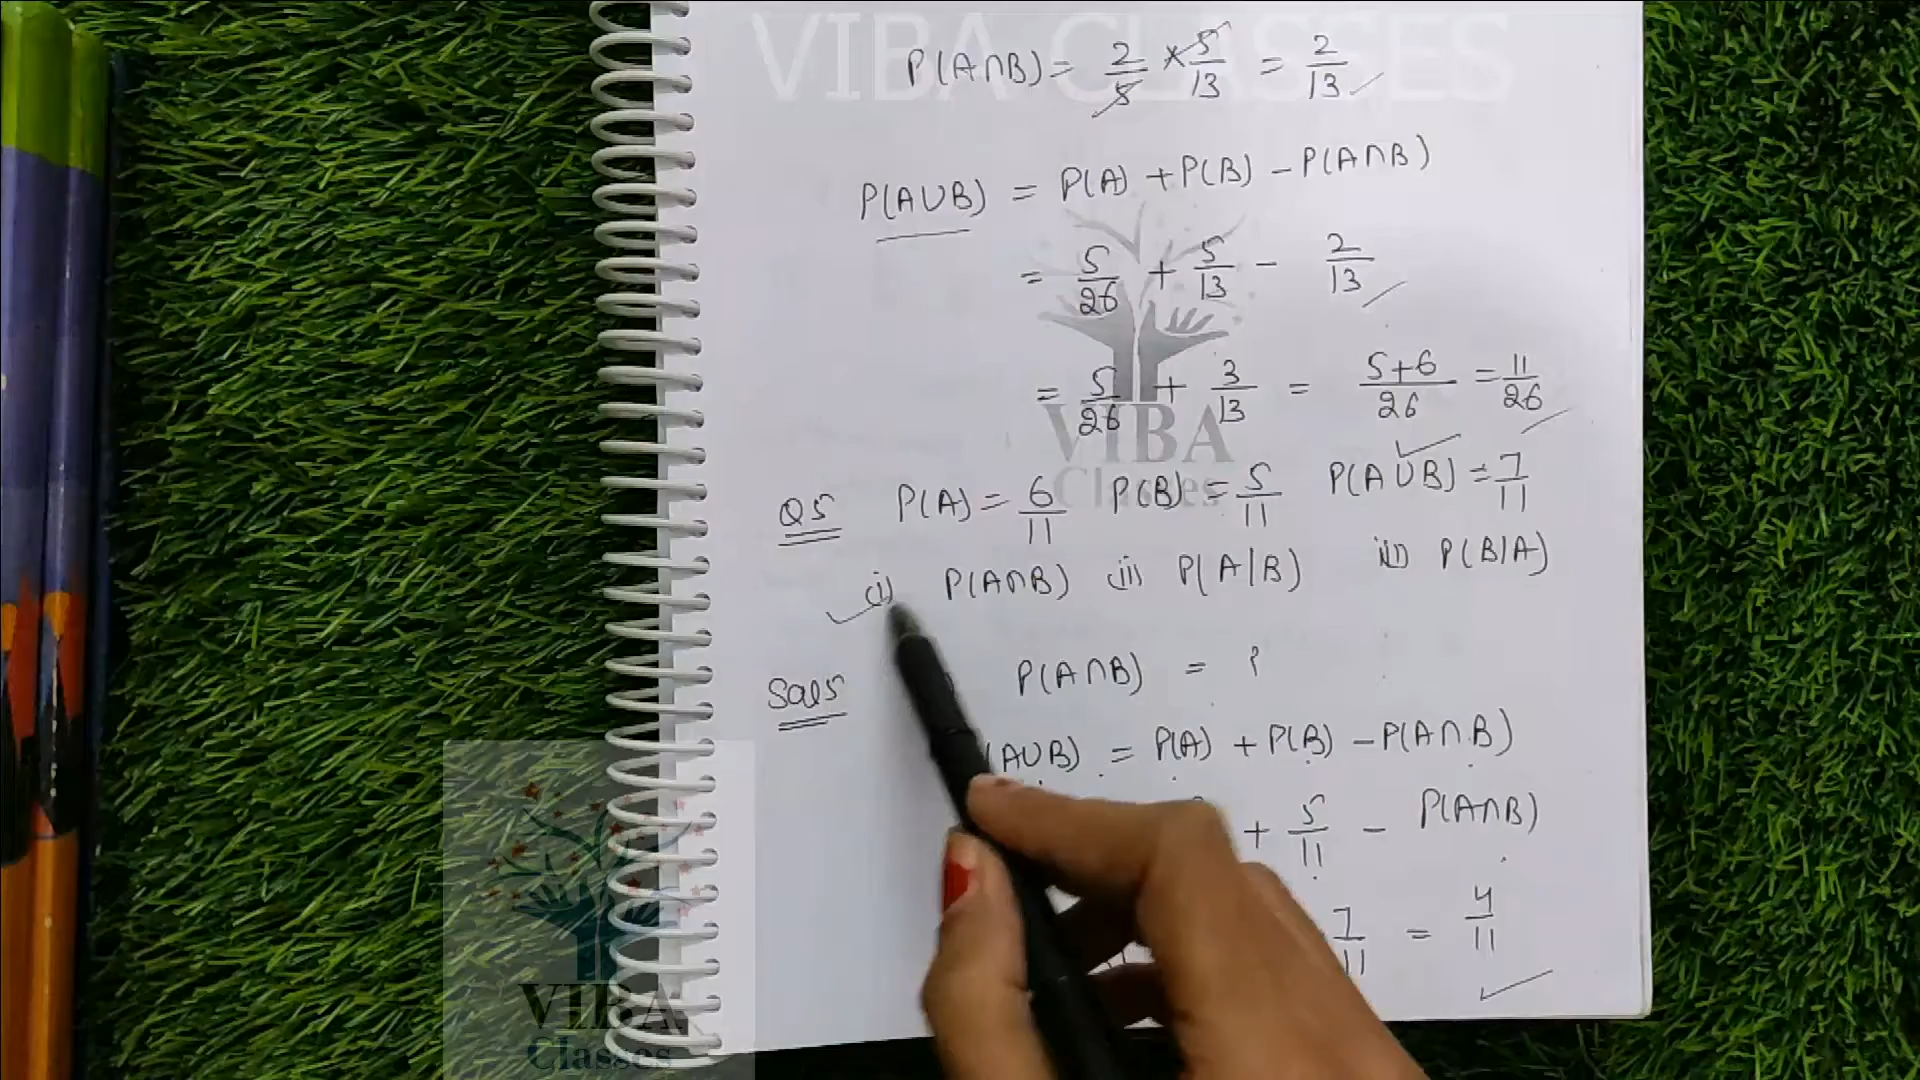 VIBA CLASSES
P(A∩B) = 2/5 × 5/13 = 2/13
P(A∪B) = P(A) + P(B) - P(A∩B)
= 5/26 + 5/13 - 2/13
= 5/26 + 3/13 = 5+6/26 = 11/26
VIBA
Classes
Q5 P(A) = 6/11 P(B) = 5/11 P(A∪B) = 7/11
(i) P(A∩B) (ii) P(A|B) iii) P(B|A)
Sol5 P(A∩B) = ?
(A∪B) = P(A) + P(B) - P(A∩B)
+ 5/11 - P(A∩B)
7/11 = 4/11
VIBA
Classes